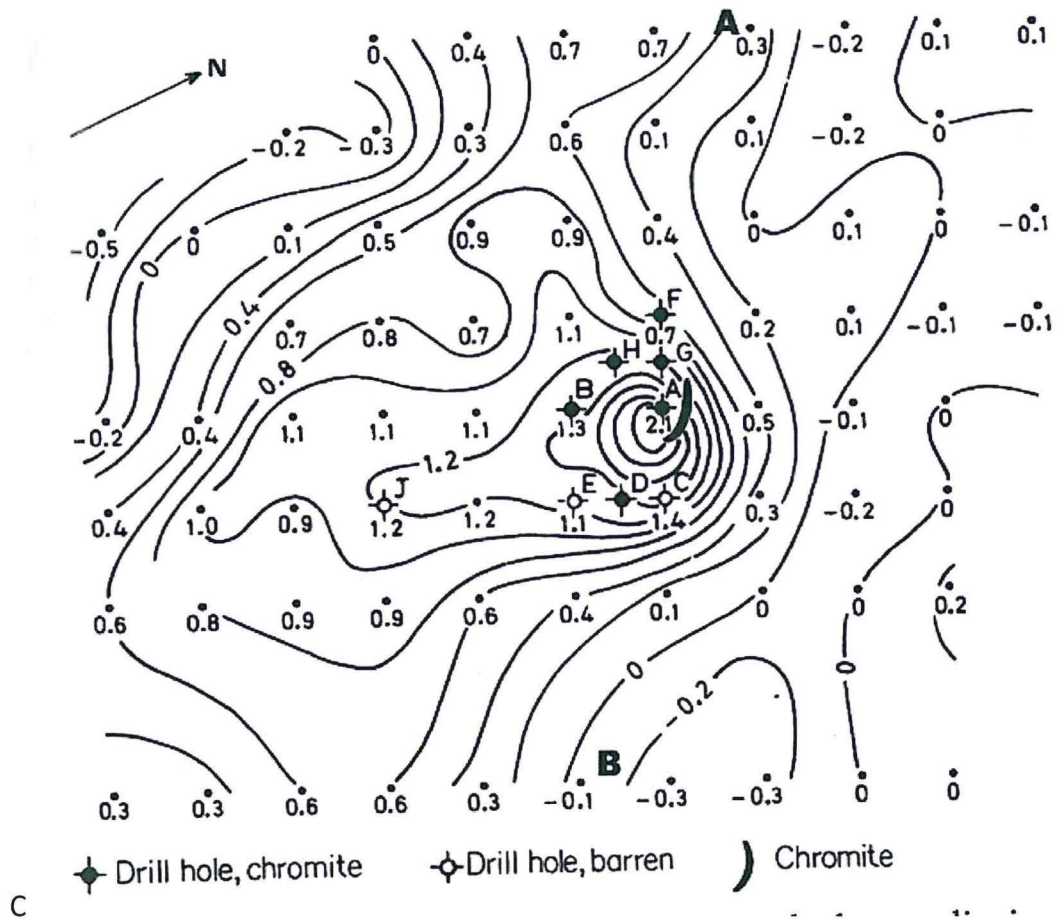 A
0 0.4 0.7 0.7 0.3 -0.2 0.1 0.1
N
-0.2 -0.3 0.3 0.6 0.1 0.1 -0.2 0
-0.5 0 0.1 0.5 0.9 0.9 0.4 0 0.1 0 -0.1
0
0.4
F
0.7 0.8 0.7 1.1 0.7 0.2 0.1 -0.1 -0.1
H G
0.8
B A
-0.2 0.4 1.1 1.1 1.1 1.3 2.1 0.5 -0.1 0
1.2
J E D C
0.4 1.0 0.9 1.2 1.2 1.1 1.4 0.3 -0.2 0
0.6 0.8 0.9 0.9 0.6 0.4 0.1 0 0 0.2
0 0
-0.2
B
0.3 0.3 0.6 0.6 0.3 -0.1 -0.3 -0.3 0 0
Drill hole, chromite Drill hole, barren Chromite
C